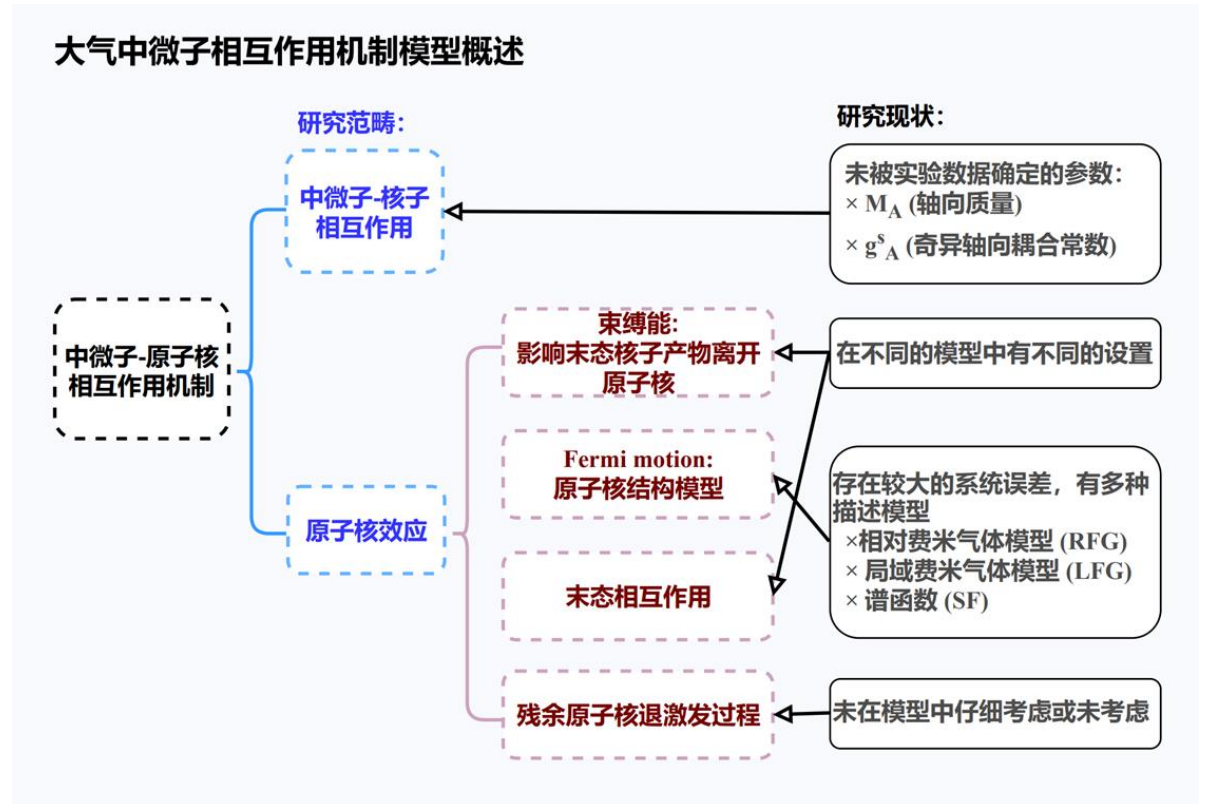 大气中微子相互作用机制模型概述
研究范畴：
研究现状：
中微子-核子
相互作用
未被实验数据确定的参数：
× M_A (轴向质量)
× g^s_A (奇异轴向耦合常数)
中微子-原子核
相互作用机制
束缚能：
影响末态核子产物离开
原子核
在不同的模型中有不同的设置
Fermi motion:
原子核结构模型
存在较大的系统误差，有多种
描述模型
×相对费米气体模型 (RFG)
× 局域费米气体模型 (LFG)
× 谱函数 (SF)
原子核效应
末态相互作用
残余原子核退激发过程
未在模型中仔细考虑或未考虑